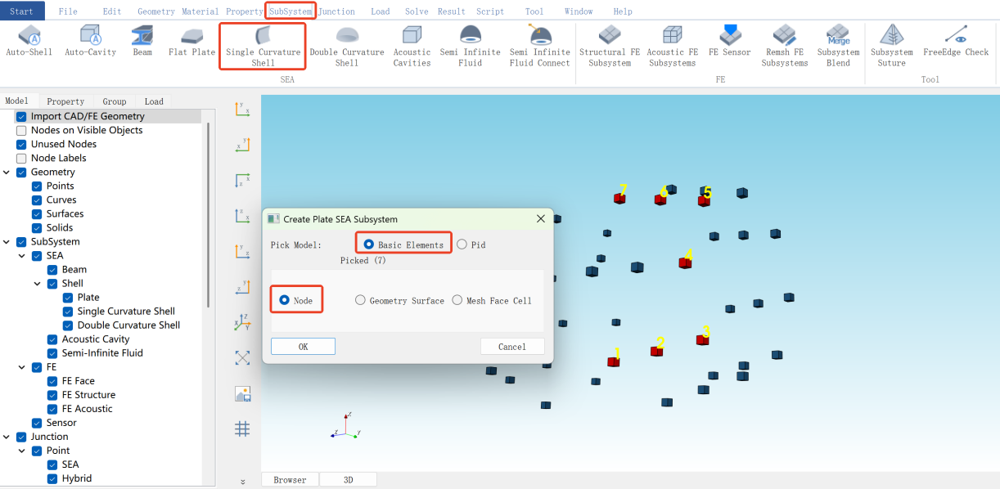 Start File Edit Geometry Material Property SubSystem Junction Load Solve Result Script Tool Window Help
Auto-Shell Auto-Cavity Beam Flat Plate Single Curvature Shell Double Curvature Shell Acoustic Cavities Semi Infinite Fluid Semi Infinite Fluid Connect Structural FE Subsystem Acoustic FE Subsystems FE Sensor Remsh FE Subsystems Merge Subsystem Blend Subsystem Suture FreeEdge Check
SEA FE Tool
Model Property Group Load
Import CAD/FE Geometry
Nodes on Visible Objects
Unused Nodes
Node Labels
Geometry
Points
Curves
Surfaces
Solids
SubSystem
SEA
Beam
Shell
Plate
Single Curvature Shell
Double Curvature Shell
Acoustic Cavity
Semi-Infinite Fluid
FE
FE Face
FE Structure
FE Acoustic
Sensor
Junction
Point
SEA
Hybrid
Create Plate SEA Subsystem
Pick Model: Basic Elements Pid
Picked (7)
Node Geometry Surface Mesh Face Cell
OK Cancel
7 6 5
4
3
2
1
Browser 3D